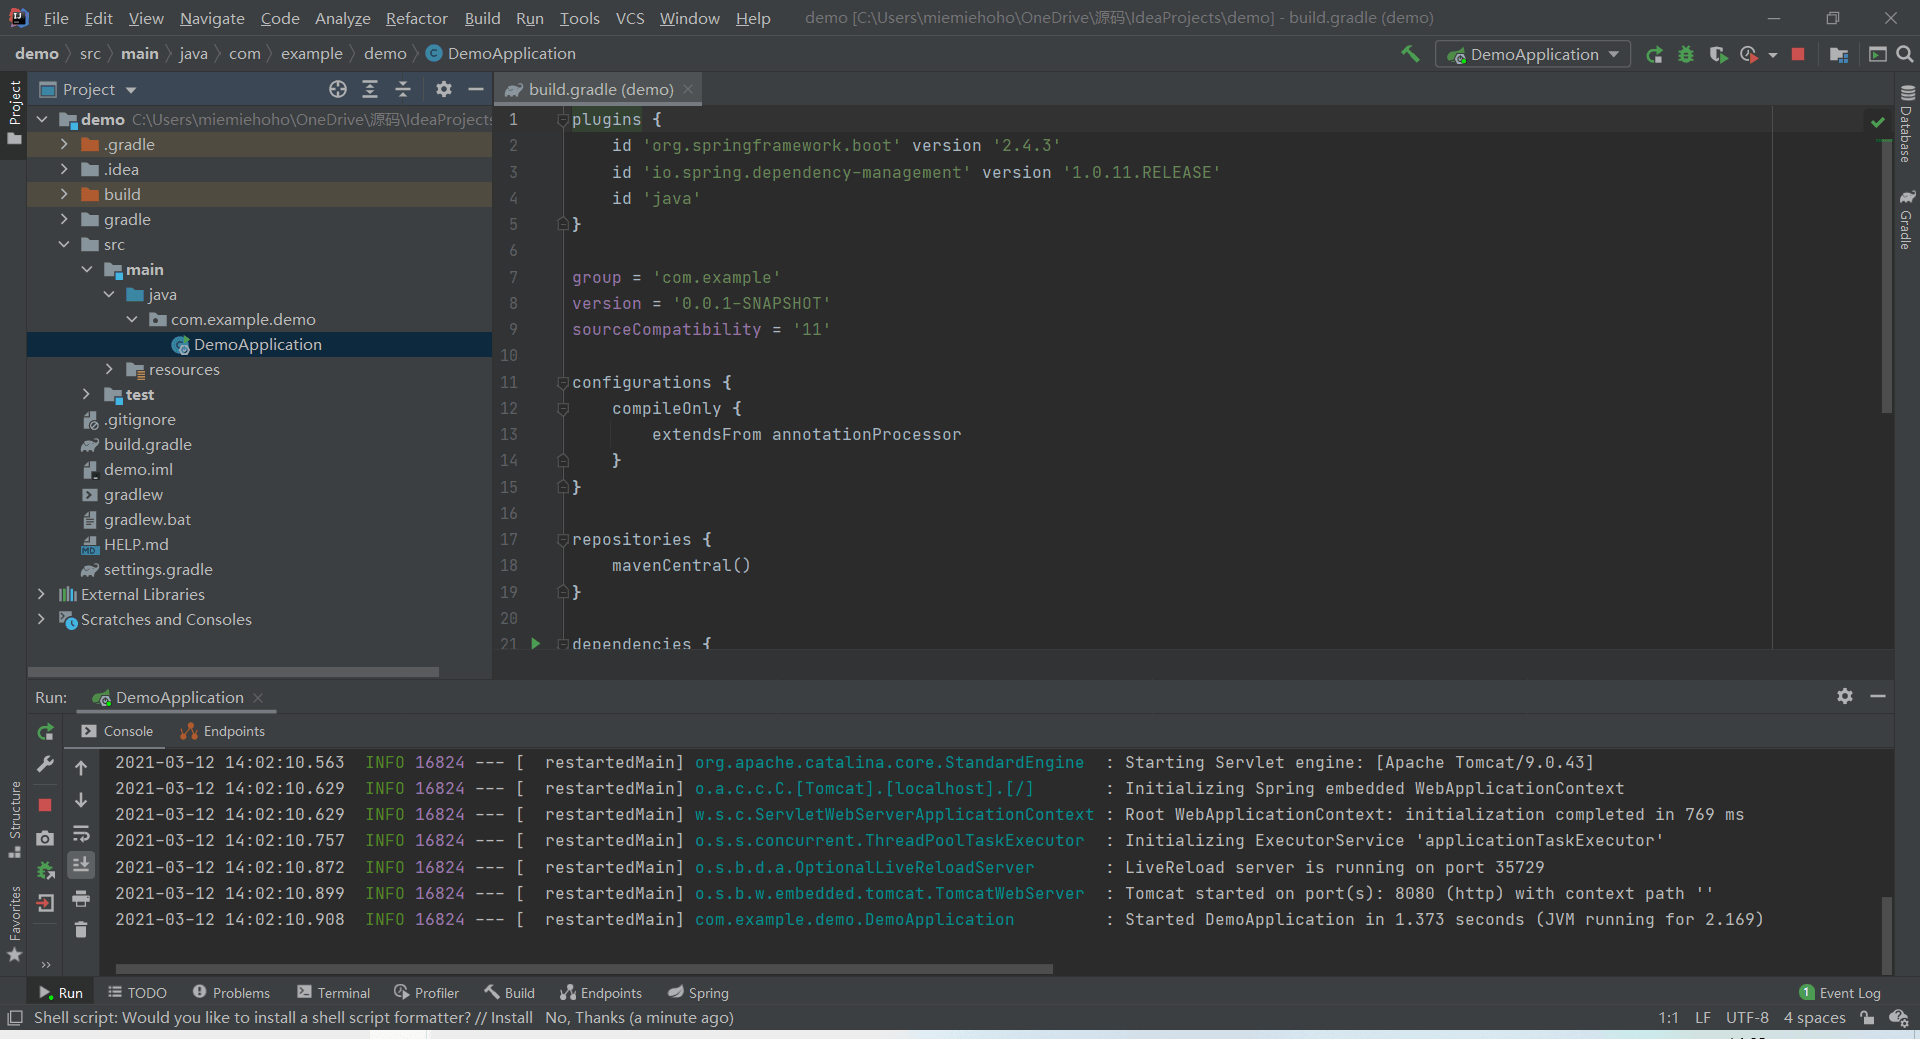 File Edit View Navigate Code Analyze Refactor Build Run Tools VCS Window Help demo [C:\Users\miemiehoho\OneDrive\源码\IdeaProjects\demo] - build.gradle (demo)
demo src main java com example demo DemoApplication
DemoApplication
Project
Project
demo C:\Users\miemiehoho\OneDrive\源码\IdeaProjects
.gradle
.idea
build
gradle
src
main
java
com.example.demo
DemoApplication
resources
test
.gitignore
build.gradle
demo.iml
gradlew
gradlew.bat
HELP.md
settings.gradle
External Libraries
Scratches and Consoles
build.gradle (demo)
1 plugins {
2 id 'org.springframework.boot' version '2.4.3'
3 id 'io.spring.dependency-management' version '1.0.11.RELEASE'
4 id 'java'
5 }
6
7 group = 'com.example'
8 version = '0.0.1-SNAPSHOT'
9 sourceCompatibility = '11'
10
11 configurations {
12 compileOnly {
13 extendsFrom annotationProcessor
14 }
15 }
16
17 repositories {
18 mavenCentral()
19 }
20
21 dependencies {
Database
Gradle
Run: DemoApplication
Console Endpoints
2021-03-12 14:02:10.563 INFO 16824 --- [ restartedMain] org.apache.catalina.core.StandardEngine : Starting Servlet engine: [Apache Tomcat/9.0.43]
2021-03-12 14:02:10.629 INFO 16824 --- [ restartedMain] o.a.c.c.C.[Tomcat].[localhost].[/] : Initializing Spring embedded WebApplicationContext
2021-03-12 14:02:10.629 INFO 16824 --- [ restartedMain] w.s.c.ServletWebServerApplicationContext : Root WebApplicationContext: initialization completed in 769 ms
2021-03-12 14:02:10.757 INFO 16824 --- [ restartedMain] o.s.s.concurrent.ThreadPoolTaskExecutor : Initializing ExecutorService 'applicationTaskExecutor'
2021-03-12 14:02:10.872 INFO 16824 --- [ restartedMain] o.s.b.d.a.OptionalLiveReloadServer : LiveReload server is running on port 35729
2021-03-12 14:02:10.899 INFO 16824 --- [ restartedMain] o.s.b.w.embedded.tomcat.TomcatWebServer : Tomcat started on port(s): 8080 (http) with context path ''
2021-03-12 14:02:10.908 INFO 16824 --- [ restartedMain] com.example.demo.DemoApplication : Started DemoApplication in 1.373 seconds (JVM running for 2.169)
Structure
Favorites
Run TODO Problems Terminal Profiler Build Endpoints Spring 1 Event Log
Shell script: Would you like to install a shell script formatter? // Install No, Thanks (a minute ago) 1:1 LF UTF-8 4 spaces